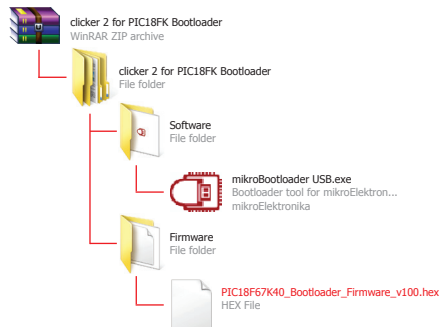 clicker 2 for PIC18FK Bootloader
WinRAR ZIP archive
clicker 2 for PIC18FK Bootloader
File folder
Software
File folder
mikroBootloader USB.exe
Bootloader tool for mikroElektron...
mikroElektronika
Firmware
File folder
PIC18F67K40_Bootloader_Firmware_v100.hex
HEX File